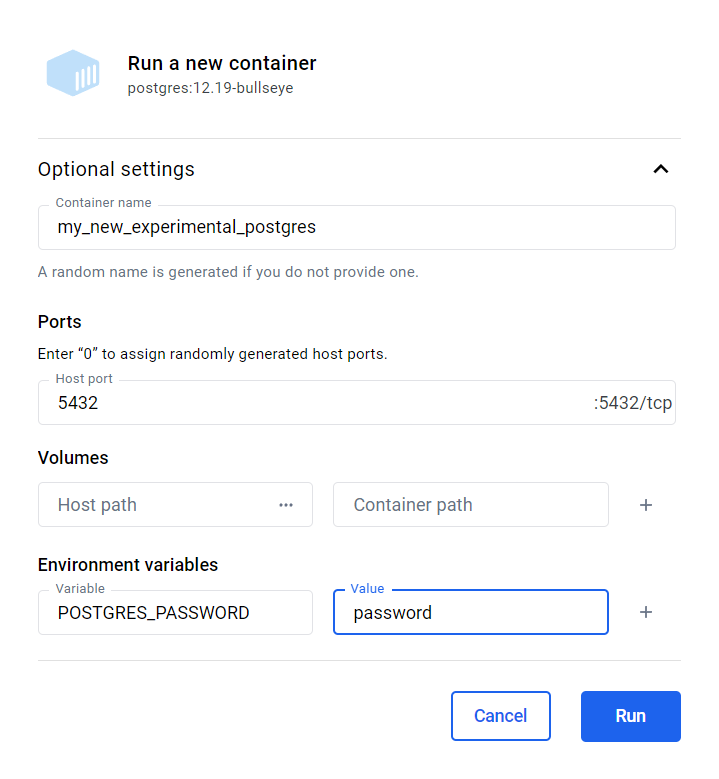 Run a new container
postgres:12.19-bullseye
Optional settings
Container name
my_new_experimental_postgres
A random name is generated if you do not provide one.
Ports
Enter “0” to assign randomly generated host ports.
Host port
5432 :5432/tcp
Volumes
Host path ... Container path +
Environment variables
Variable Value
POSTGRES_PASSWORD password +
Cancel Run